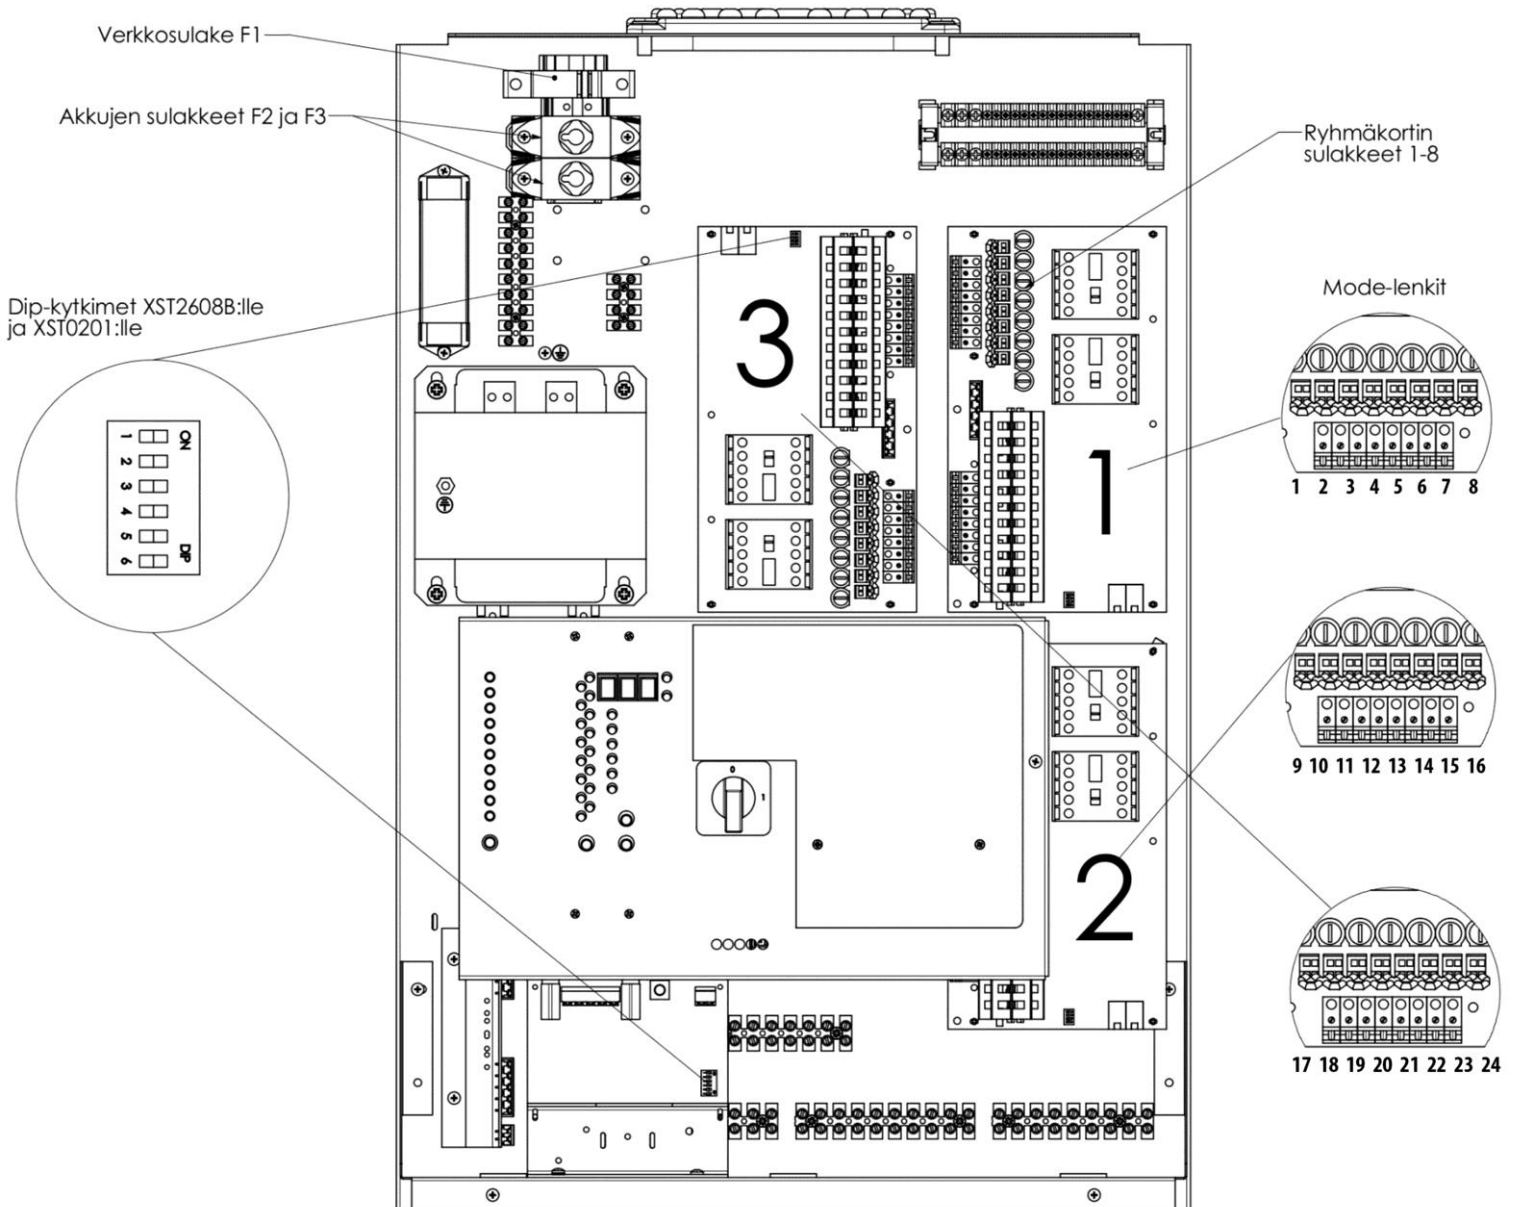 Verkkosulake F1
Akkujen sulakkeet F2 ja F3
Ryhmäkortin
sulakkeet 1-8
Dip-kytkimet XST2608B:lle
ja XST0201:lle
Mode-lenkit
3
1
2
ON
DIP
1
2
3
4
5
6
0
1
1 2 3 4 5 6 7 8
9 10 11 12 13 14 15 16
17 18 19 20 21 22 23 24